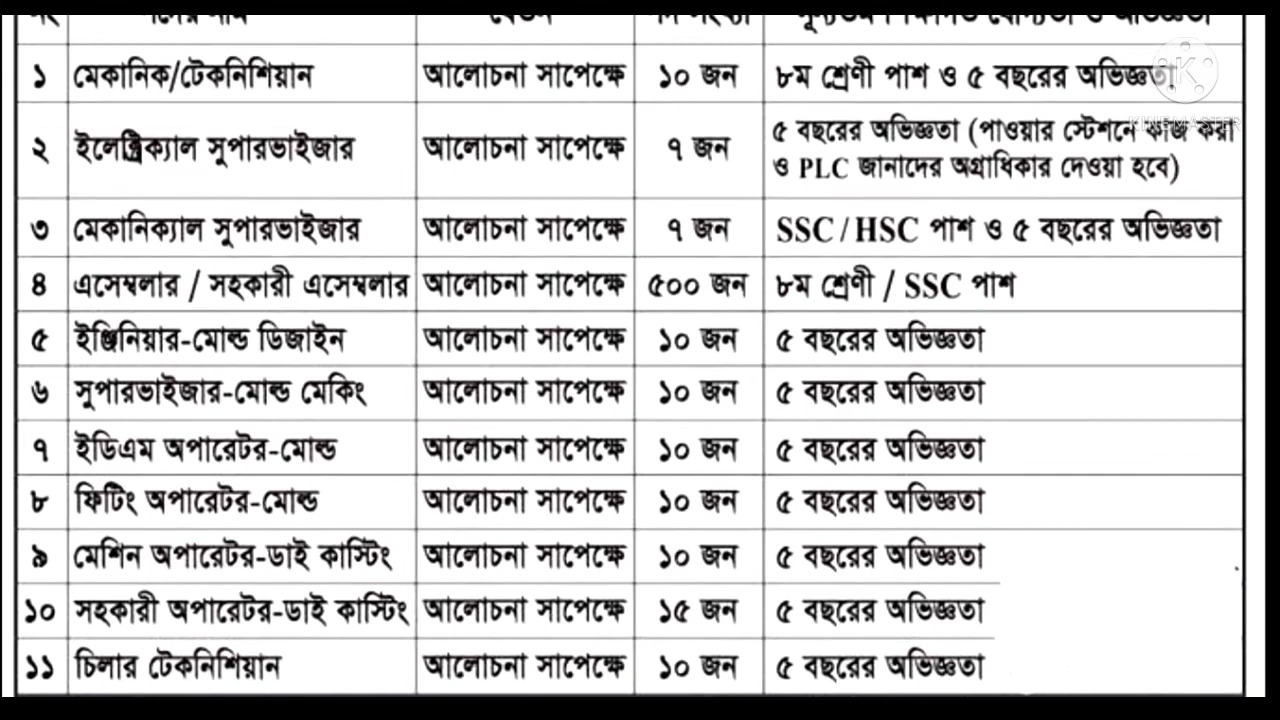 ১ মেকানিক/টেকনিশিয়ান আলোচনা সাপেক্ষে ১০ জন ৮ম শ্রেণী পাশ ও ৫ বছরের অভিজ্ঞতা
২ ইলেক্ট্রিক্যাল সুপারভাইজার আলোচনা সাপেক্ষে ৭ জন ৫ বছরের অভিজ্ঞতা (পাওয়ার স্টেশনে কাজ করা
ও PLC জানাদের অগ্রাধিকার দেওয়া হবে)
৩ মেকানিক্যাল সুপারভাইজার আলোচনা সাপেক্ষে ৭ জন SSC/HSC পাশ ও ৫ বছরের অভিজ্ঞতা
৪ এসেম্বলার / সহকারী এসেম্বলার আলোচনা সাপেক্ষে ৫০০ জন ৮ম শ্রেণী / SSC পাশ
৫ ইঞ্জিনিয়ার-মোল্ড ডিজাইন আলোচনা সাপেক্ষে ১০ জন ৫ বছরের অভিজ্ঞতা
৬ সুপারভাইজার-মোল্ড মেকিং আলোচনা সাপেক্ষে ১০ জন ৫ বছরের অভিজ্ঞতা
৭ ইডিএম অপারেটর-মোল্ড আলোচনা সাপেক্ষে ১০ জন ৫ বছরের অভিজ্ঞতা
৮ ফিটিং অপারেটর-মোল্ড আলোচনা সাপেক্ষে ১০ জন ৫ বছরের অভিজ্ঞতা
৯ মেশিন অপারেটর-ডাই কাস্টিং আলোচনা সাপেক্ষে ১০ জন ৫ বছরের অভিজ্ঞতা
১০ সহকারী অপারেটর-ডাই কাস্টিং আলোচনা সাপেক্ষে ১৫ জন ৫ বছরের অভিজ্ঞতা
১১ চিলার টেকনিশিয়ান আলোচনা সাপেক্ষে ১০ জন ৫ বছরের অভিজ্ঞতা
KINEMASTER